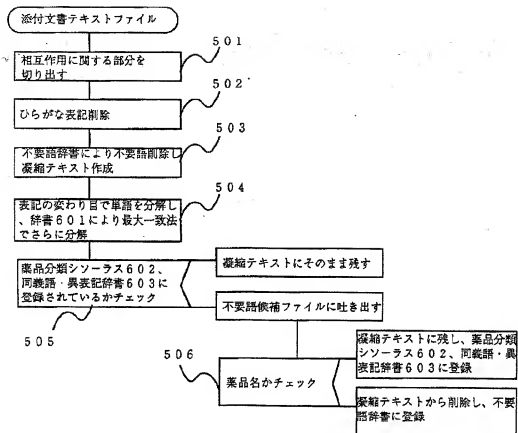 添付文書テキストファイル
501
相互作用に関する部分を
切り出す
502
ひらがな表記削除
503
不要語辞書により不要語削除し
凝縮テキスト作成
504
表記の変わり目で単語を分解し
、辞書601により最大一致法
でさらに分解
薬品分類シソーラス602、
同義語・異表記辞書603に
登録されているかチェック
505
凝縮テキストにそのまま残す
不要語候補ファイルに吐き出す
506
薬品名かチェック
凝縮テキストに残し、薬品分類
シソーラス602、同義語・異
表記辞書603に登録
凝縮テキストから削除し、不要
語辞書に登録